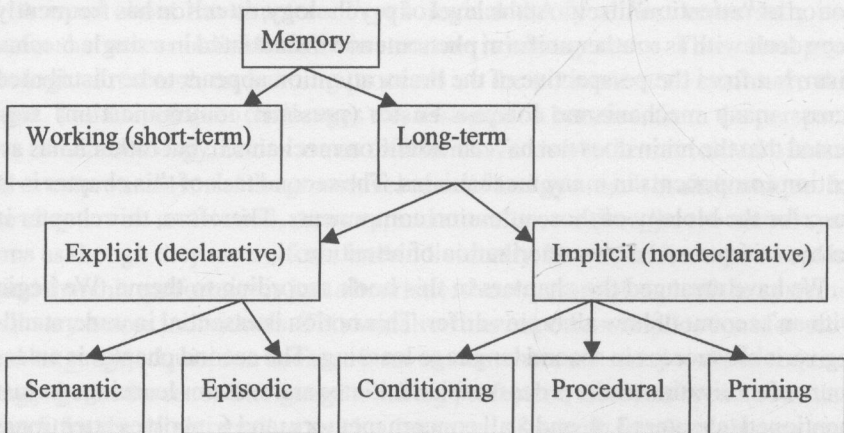 Memory
Working (short-term) Long-term
Explicit (declarative) Implicit (nondeclarative)
Semantic Episodic Conditioning Procedural Priming